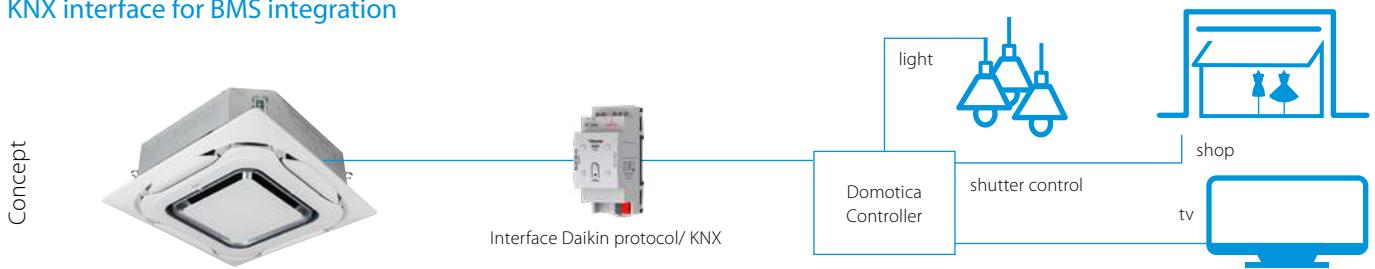 KNX interface for BMS integration
Concept
light
shop
Domotica
Controller
shutter control
tv
Interface Daikin protocol/ KNX